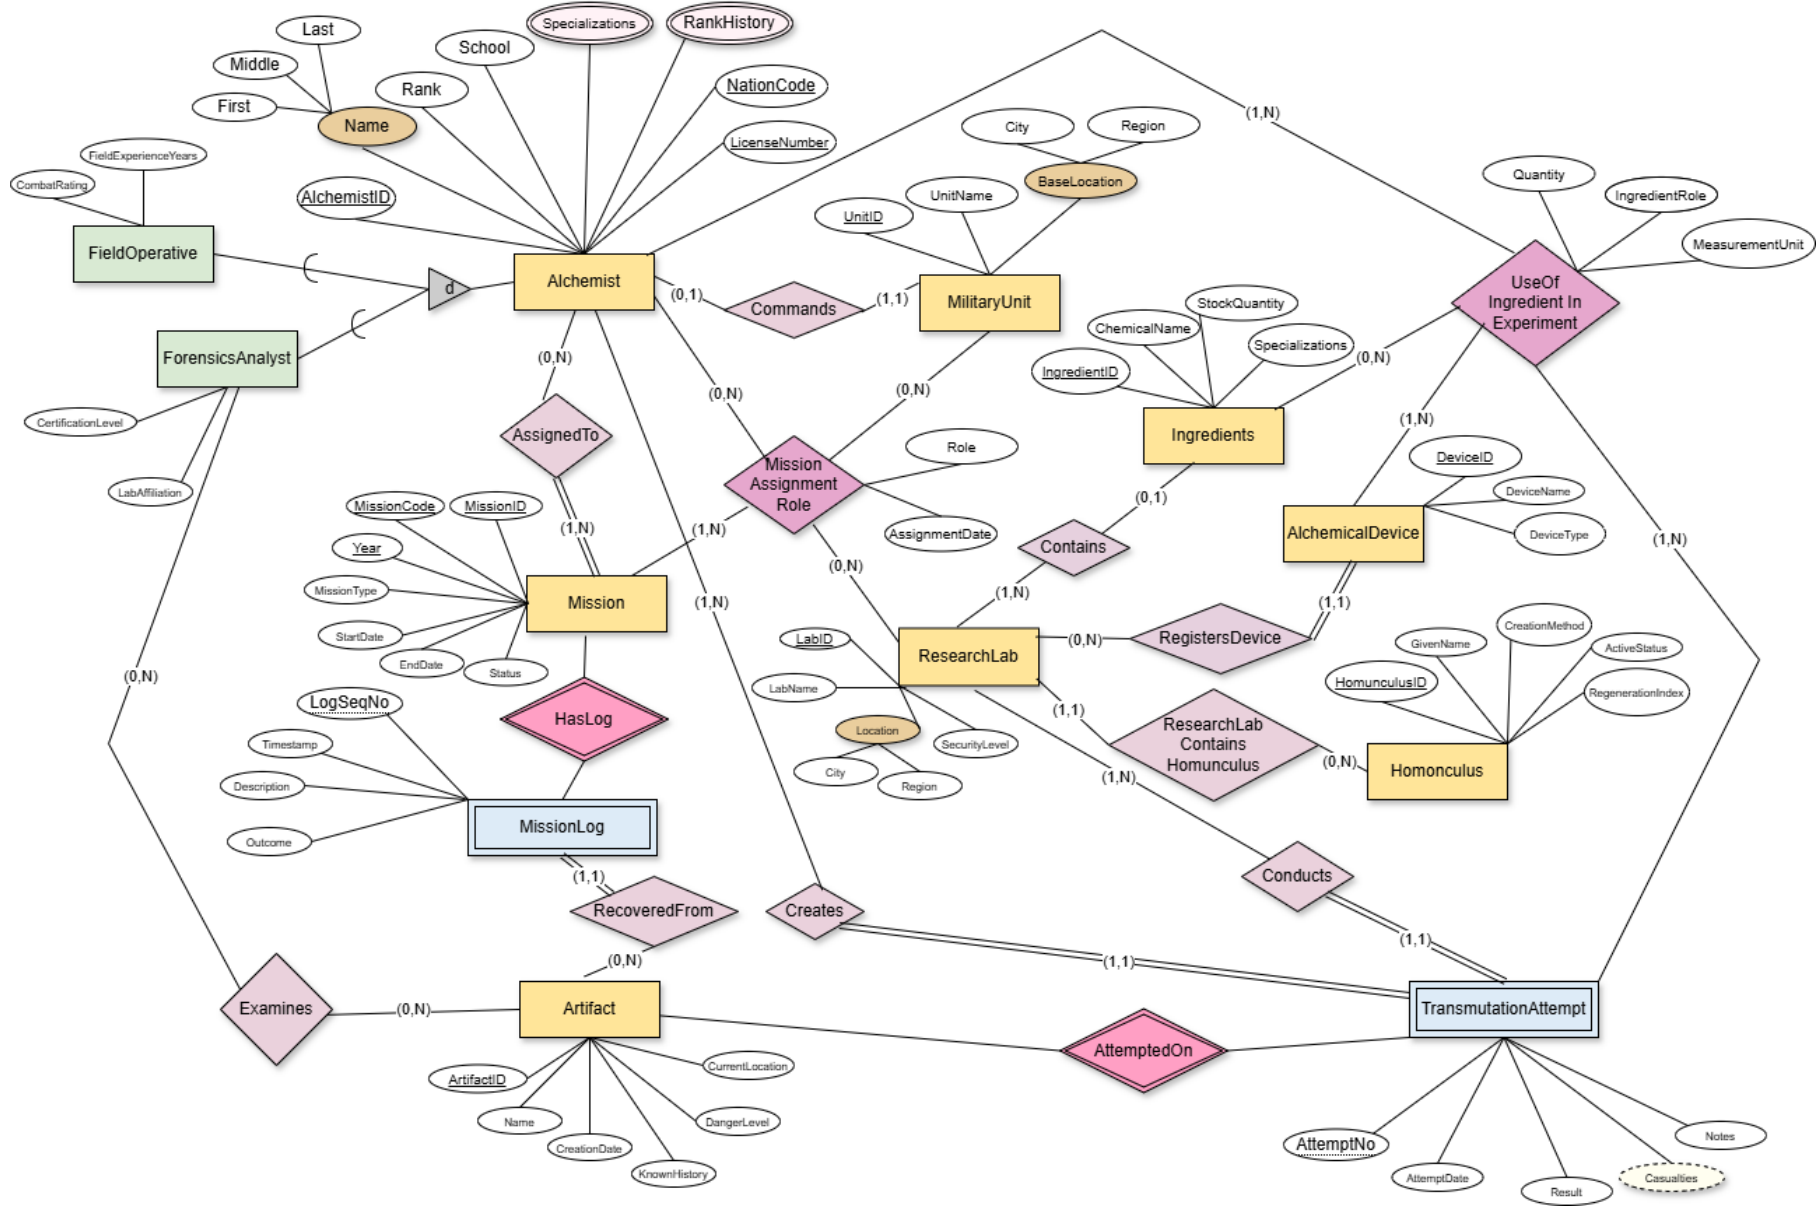 Last
Specializations
RankHistory
Middle
School
First
Rank
NationCode
Name
LicenseNumber
(1,N)
City
Region
FieldExperienceYears
CombatRating
AlchemistID
BaseLocation
UnitName
UnitID
Quantity
IngredientRole
MeasurementUnit
FieldOperative
d
Alchemist
(0,1)
Commands
(1,1)
MilitaryUnit
UseOf
Ingredient In
Experiment
StockQuantity
ChemicalName
Specializations
IngredientID
(0,N)
ForensicsAnalyst
(0,N)
(0,N)
(0,N)
CertificationLevel
AssignedTo
Ingredients
(1,N)
Role
Mission
Assignment
Role
DeviceID
DeviceName
DeviceType
LabAffiliation
MissionCode
MissionID
(1,N)
(1,N)
AssignmentDate
(0,1)
AlchemicalDevice
(1,N)
Year
Contains
(0,N)
MissionType
Mission
(1,N)
(1,N)
(1,1)
StartDate
EndDate
Status
LabID
ResearchLab
(0,N)
RegistersDevice
GivenName
CreationMethod
ActiveStatus
HomunculusID
RegenerationIndex
(0,N)
LabName
LogSeqNo
HasLog
(1,1)
ResearchLab
Contains
Homunculus
Location
SecurityLevel
Timestamp
City
Region
(1,N)
(0,N)
Homonculus
Description
MissionLog
Outcome
(1,1)
Conducts
RecoveredFrom
Creates
(1,1)
(0,N)
(1,1)
Examines
(0,N)
Artifact
TransmutationAttempt
AttemptedOn
CurrentLocation
ArtifactID
Name
DangerLevel
CreationDate
KnownHistory
AttemptNo
Notes
AttemptDate
Result
Casualties